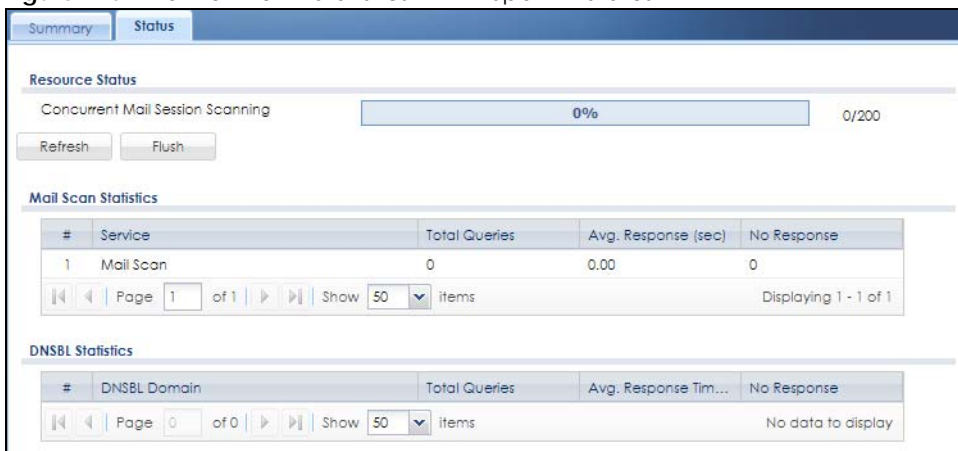 Summary Status
Resource Status
Concurrent Mail Session Scanning 0% 0/200
Refresh Flush
Mail Scan Statistics
# Service Total Queries Avg. Response (sec) No Response
1 Mail Scan 0 0.00 0
Page 1 of 1 Show 50 items Displaying 1 - 1 of 1
DNSBL Statistics
# DNSBL Domain Total Queries Avg. Response Tim... No Response
Page 0 of 0 Show 50 items No data to display